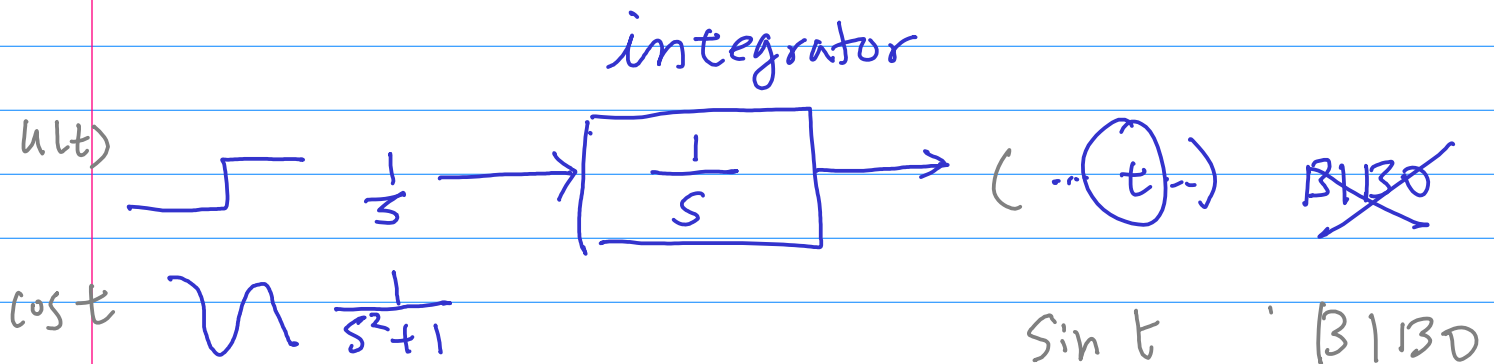 integrator
u(t) 1/s 1/s (...t...) BIBO
cos t 1/(s²+1) sin t BIBO